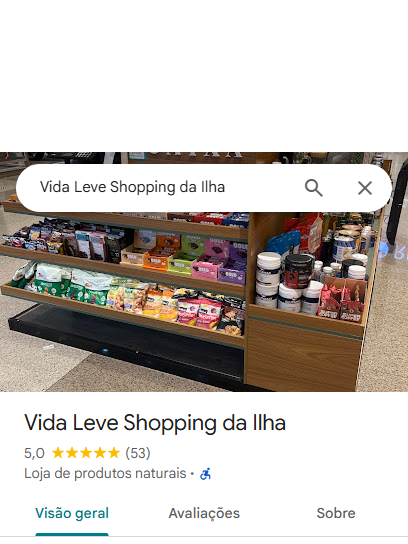 Vida Leve Shopping da Ilha
Vida Leve Shopping da Ilha
5,0 (53)
Loja de produtos naturais •
Visão geral
Avaliações
Sobre